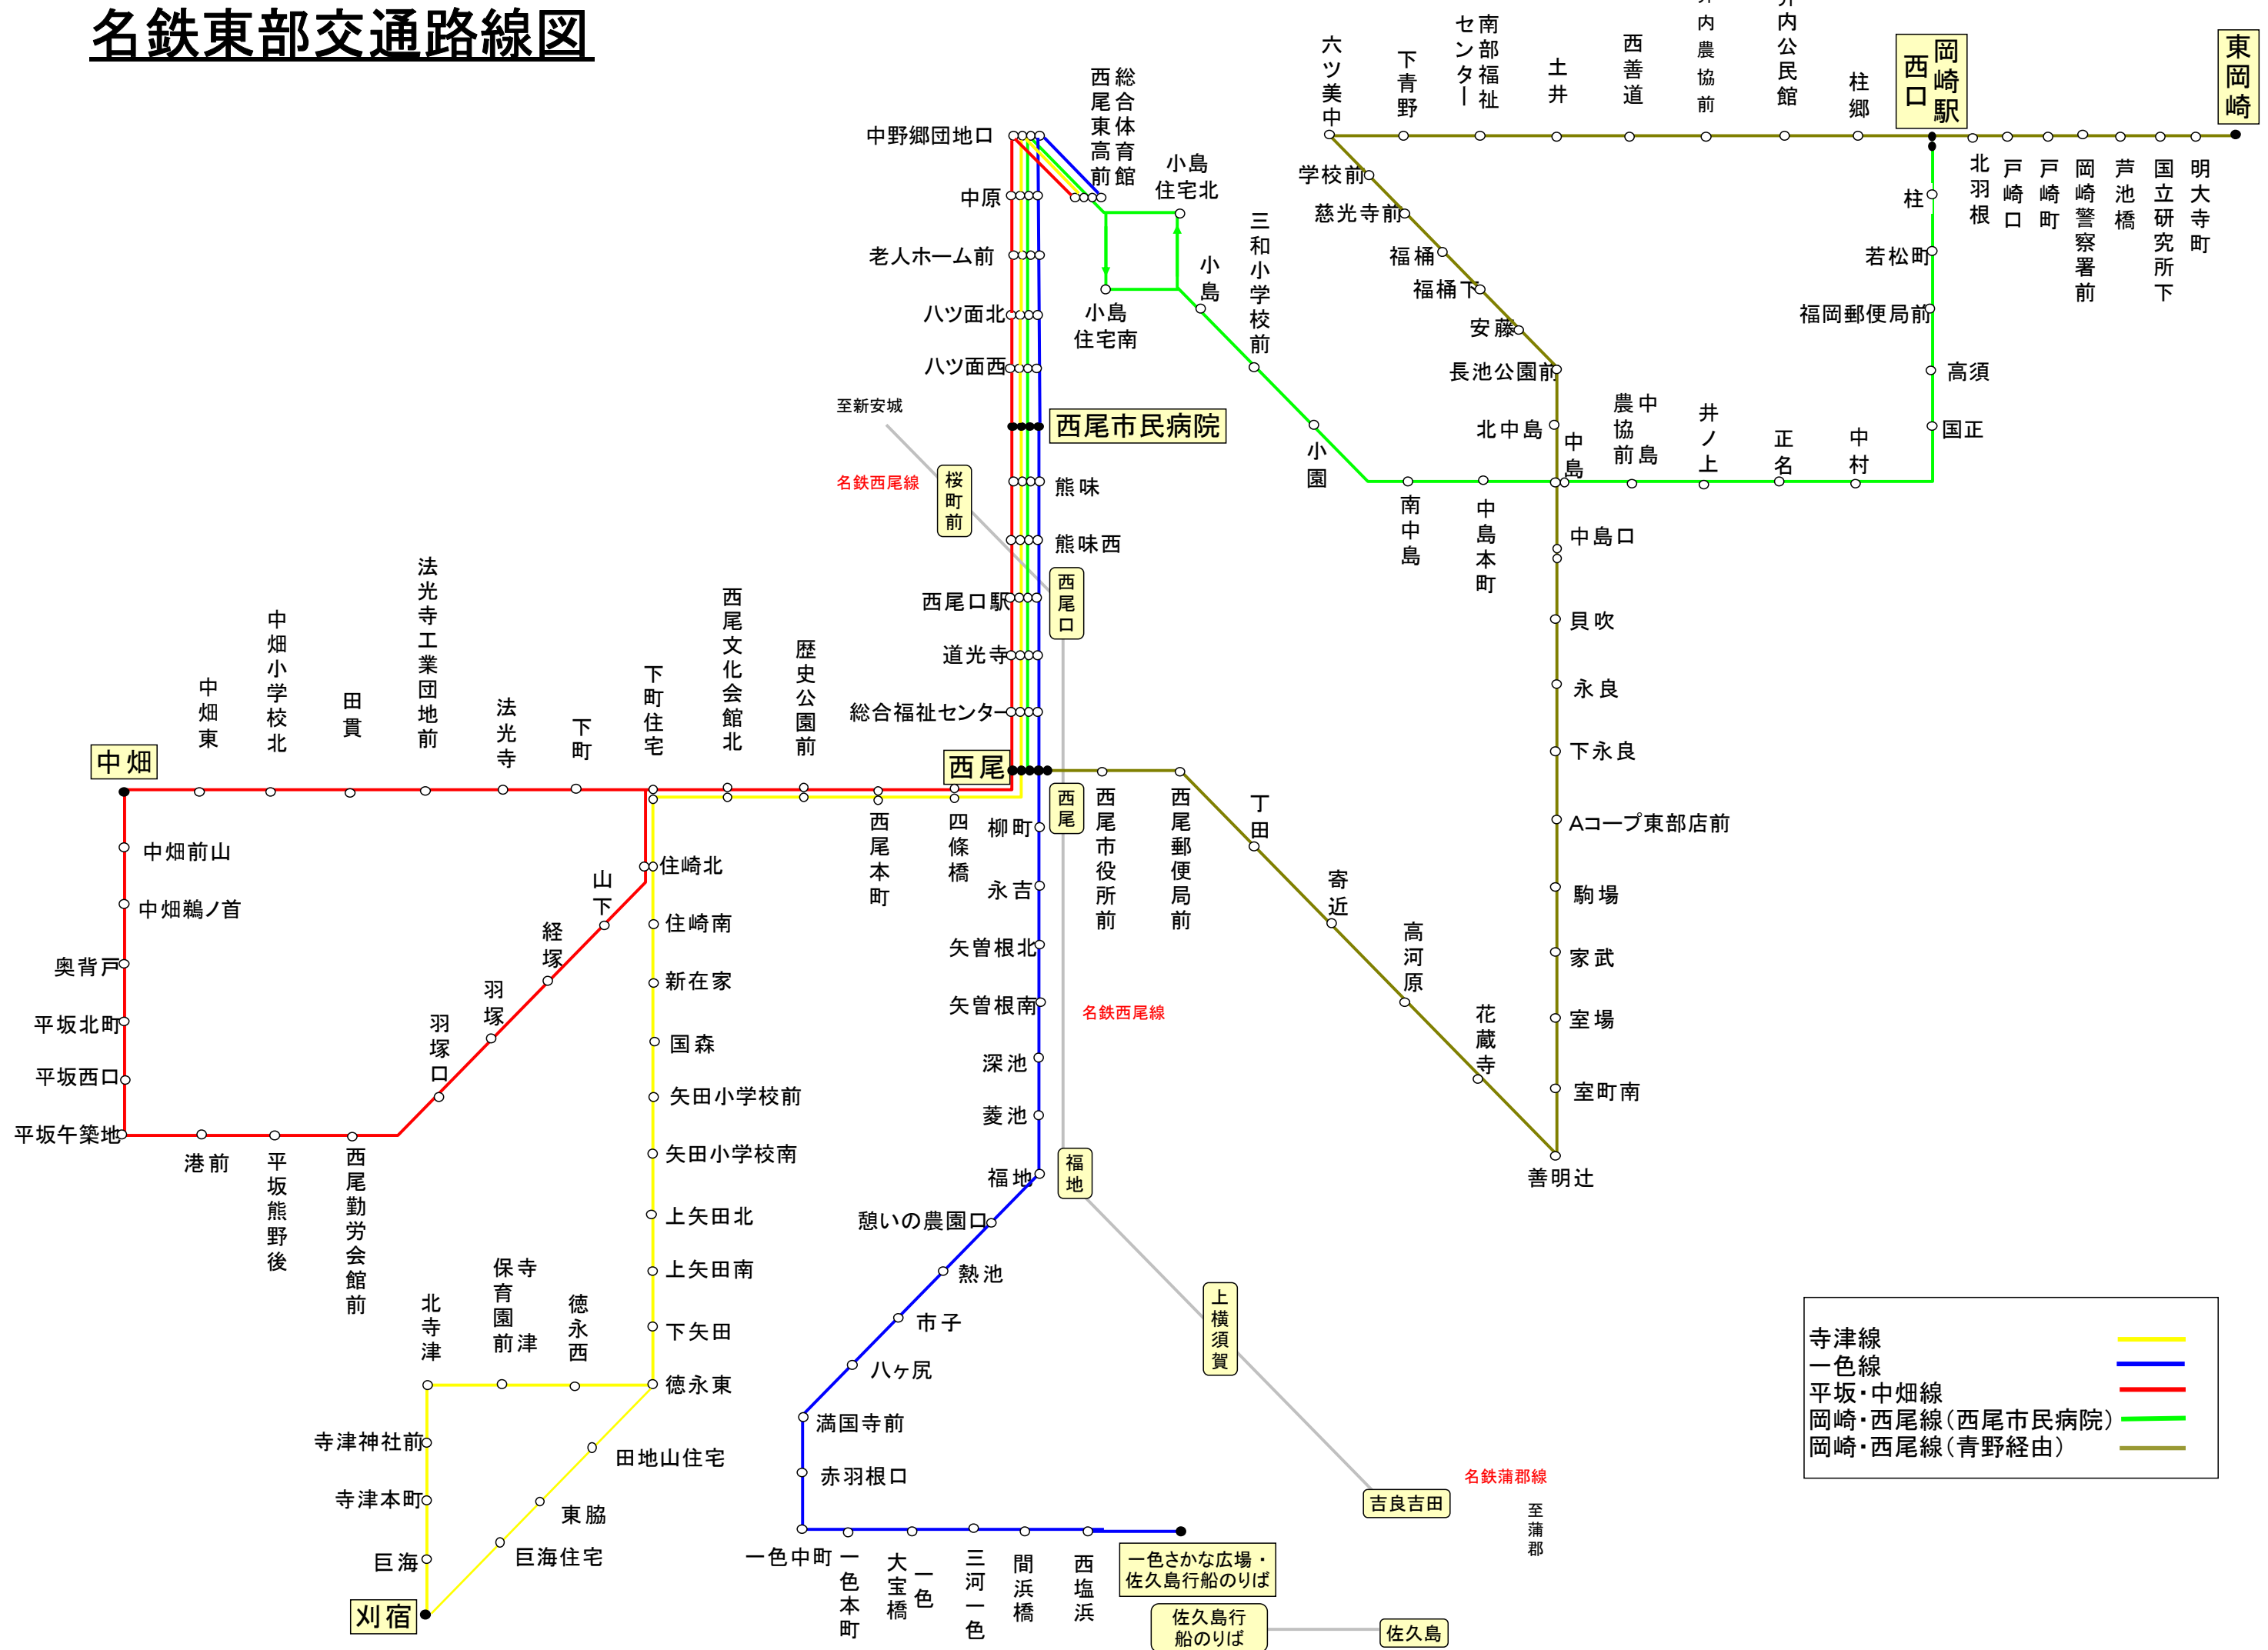 名鉄東部交通路線図
六ツ美中
下青野
南部福祉
センター
土井
西善道
内農協前
内公民館
柱郷
岡崎駅
西口
東岡崎
中野郷団地口
総合体育館
西尾東高前
小島
住宅北
中原
学校前
慈光寺前
柱
北羽根
戸崎口
戸崎町
岡崎警察署前
芦池橋
国立研究所下
明大寺町
老人ホーム前
小島
三和小学校前
福桶
若松町
福桶下
八ツ面北
小島
住宅南
安藤
福岡郵便局前
八ツ面西
長池公園前
高須
至新安城
西尾市民病院
北中島
中島
中島
農協前
井ノ上
正名
中村
国正
名鉄西尾線
桜町前
熊味
小園
南中島
中島本町
熊味西
中島口
西尾口駅
西尾口
貝吹
道光寺
永良
総合福祉センター
下永良
中畑
中畑東
中畑小学校北
田貫
法光寺工業団地前
法光寺
下町
下町住宅
西尾文化会館北
歴史公園前
西尾本町
四條橋
西尾
西尾
西尾市役所前
西尾郵便局前
丁田
寄近
高河原
花蔵寺
Aコープ東部店前
駒場
家武
室場
室町南
善明辻
中畑前山
中畑鵜ノ首
奥背戸
平坂北町
平坂西口
平坂午築地
港前
平坂熊野後
西尾勤労会館前
羽塚口
羽塚
経塚
山下
住崎北
住崎南
新在家
国森
矢田小学校前
矢田小学校南
上矢田北
上矢田南
下矢田
徳永東
徳永西
寺津
保育園前
北寺津
寺津神社前
寺津本町
巨海
刈宿
田地山住宅
東脇
巨海住宅
柳町
永吉
矢曽根北
矢曽根南
名鉄西尾線
深池
菱池
福地
福地
憩いの農園口
熱池
市子
八ヶ尻
満国寺前
赤羽根口
一色中町
一色本町
一色
大宝橋
三河一色
間浜橋
西塩浜
一色さかな広場・
佐久島行船のりば
佐久島行
船のりば
佐久島
上横須賀
吉良吉田
名鉄蒲郡線
至蒲郡
寺津線
一色線
平坂・中畑線
岡崎・西尾線（西尾市民病院）
岡崎・西尾線（青野経由）